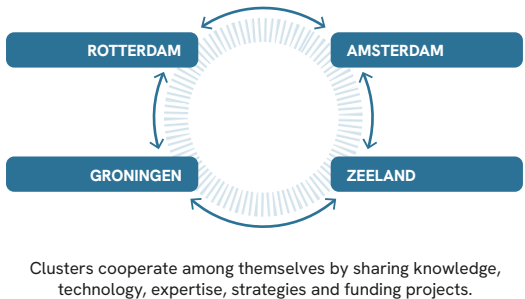 ROTTERDAM
AMSTERDAM
GRONINGEN
ZEELAND
Clusters cooperate among themselves by sharing knowledge,
technology, expertise, strategies and funding projects.